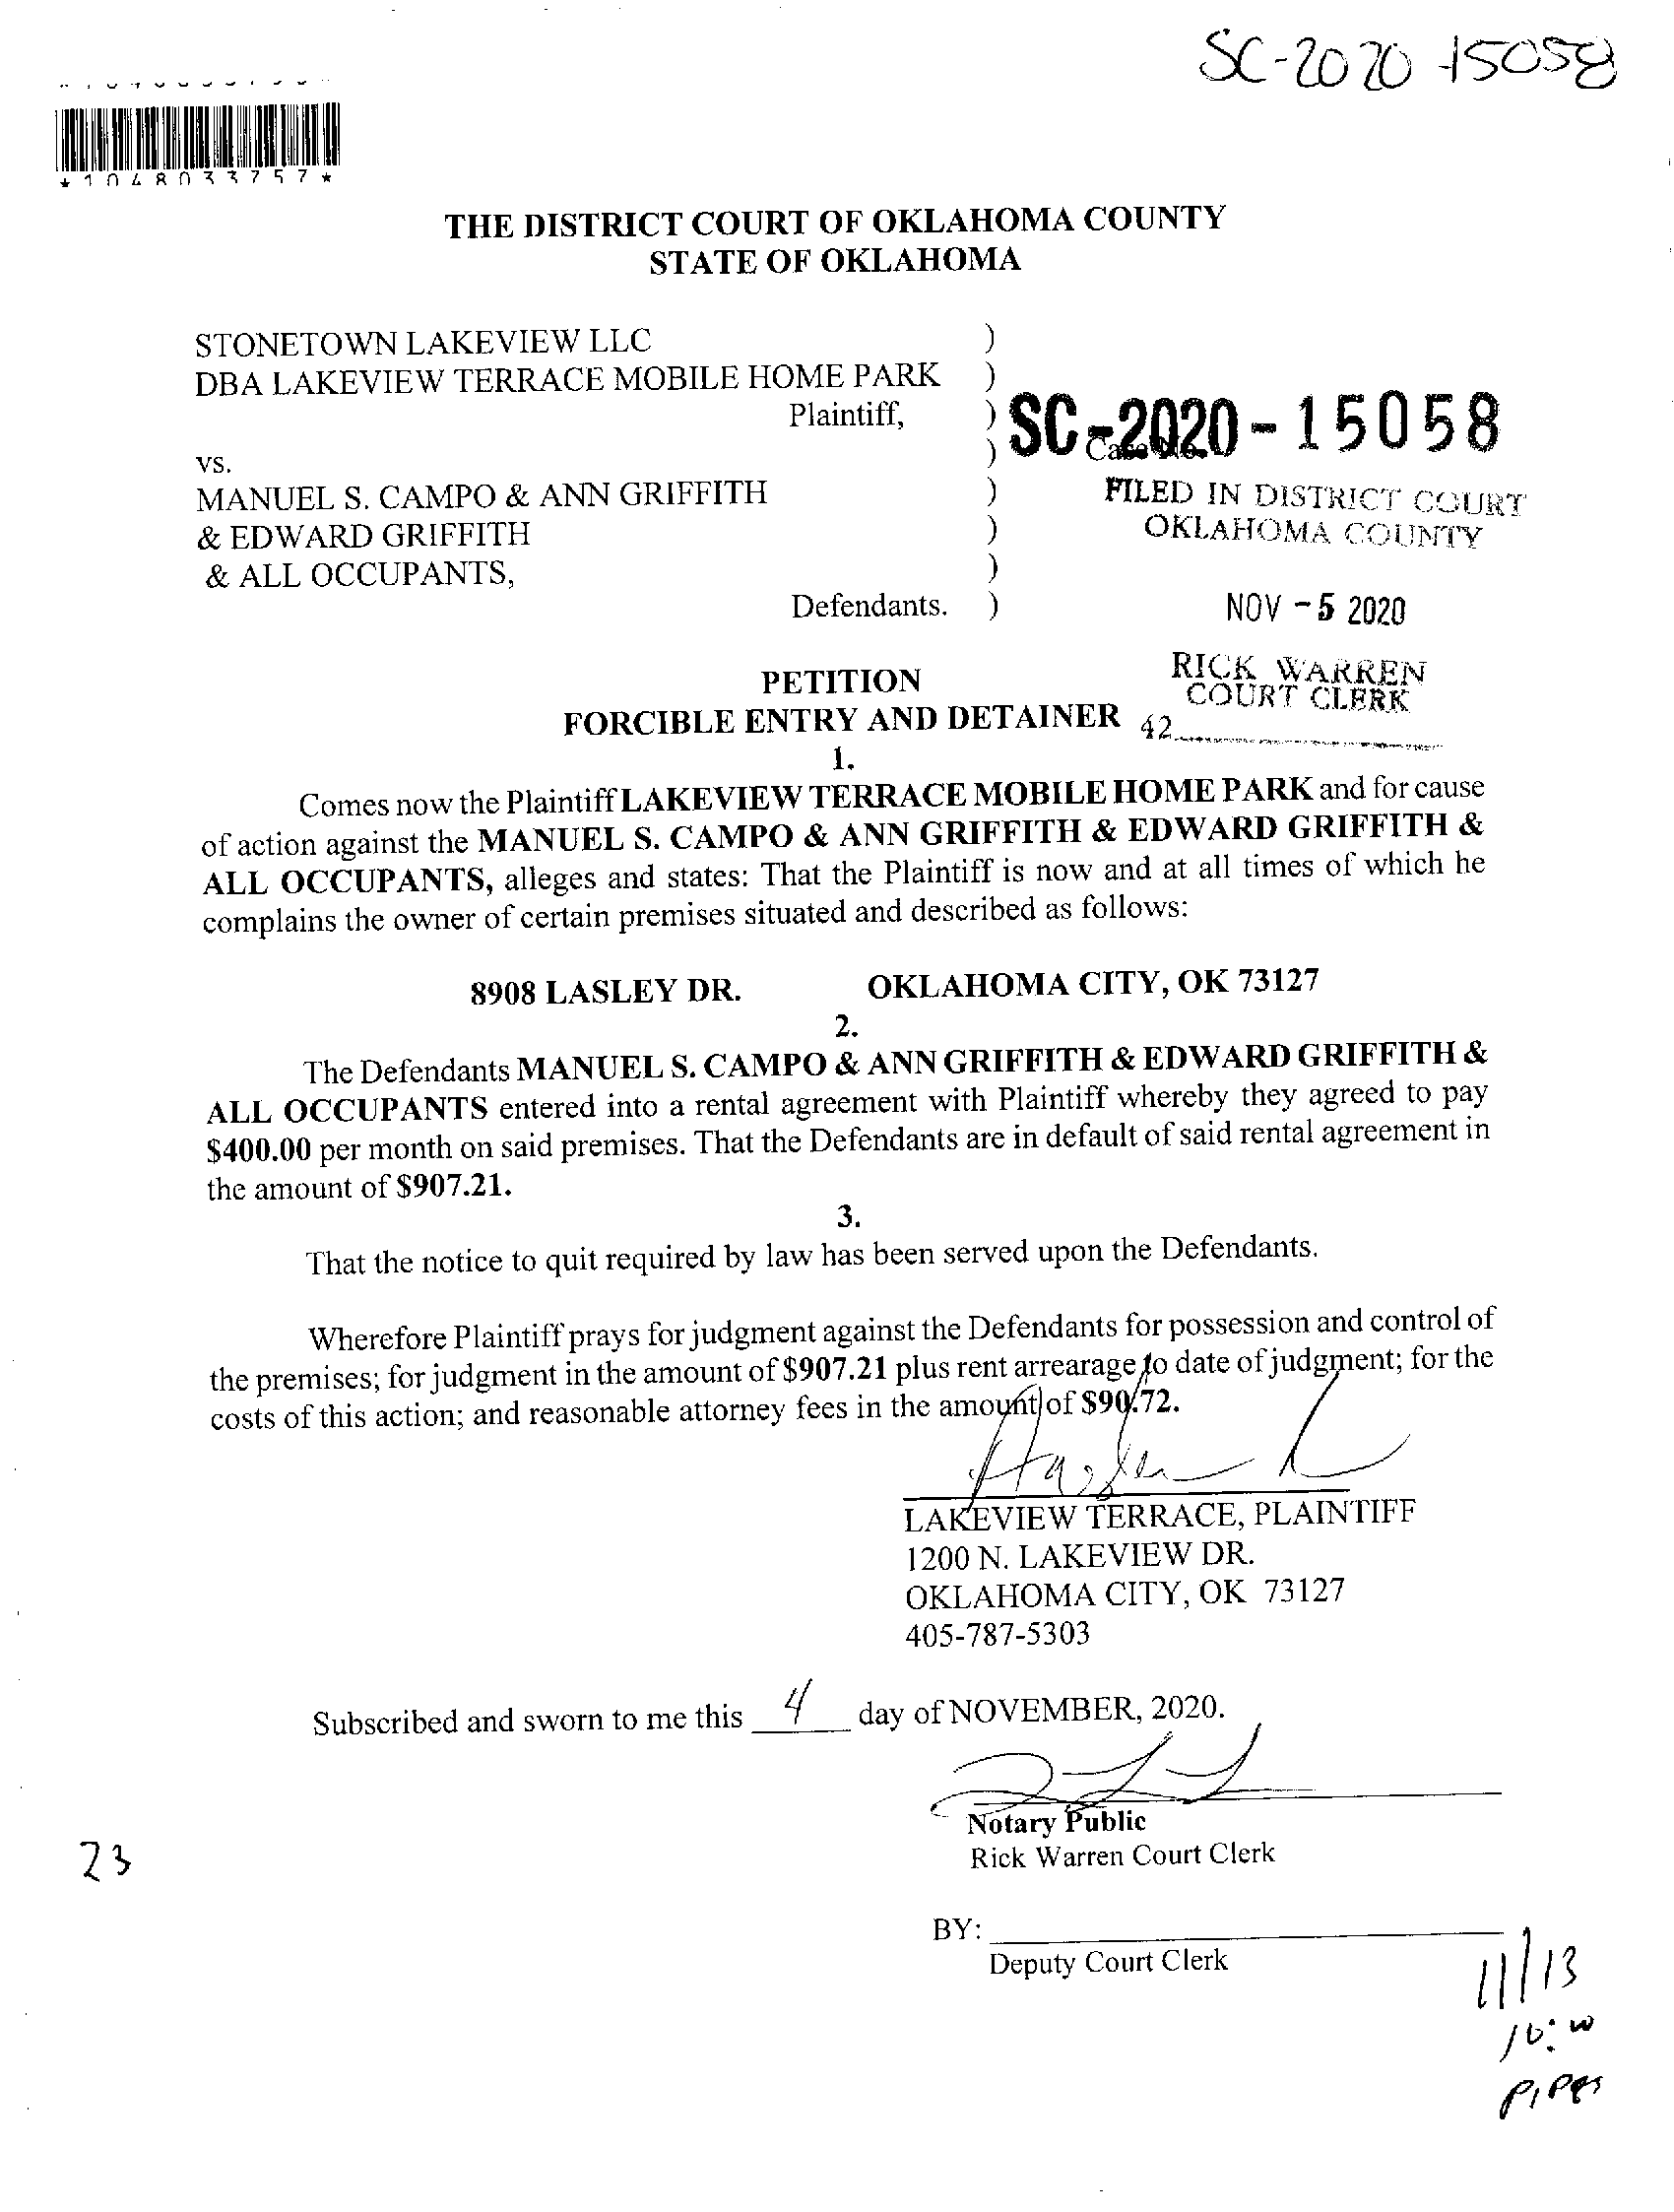 SC-2020-15058
*1048033757*
THE DISTRICT COURT OF OKLAHOMA COUNTY
STATE OF OKLAHOMA
STONETOWN LAKEVIEW LLC )
DBA LAKEVIEW TERRACE MOBILE HOME PARK )
Plaintiff, ) SC-2020-15058
) Case No.
vs.
MANUEL S. CAMPO & ANN GRIFFITH ) FILED IN DISTRICT COURT
& EDWARD GRIFFITH ) OKLAHOMA COUNTY
& ALL OCCUPANTS, )
Defendants. ) NOV -5 2020
PETITION RICK WARREN
COURT CLERK
FORCIBLE ENTRY AND DETAINER 42
1.
Comes now the Plaintiff LAKEVIEW TERRACE MOBILE HOME PARK and for cause
of action against the MANUEL S. CAMPO & ANN GRIFFITH & EDWARD GRIFFITH &
ALL OCCUPANTS, alleges and states: That the Plaintiff is now and at all times of which he
complains the owner of certain premises situated and described as follows:
8908 LASLEY DR. OKLAHOMA CITY, OK 73127
2.
The Defendants MANUEL S. CAMPO & ANN GRIFFITH & EDWARD GRIFFITH &
ALL OCCUPANTS entered into a rental agreement with Plaintiff whereby they agreed to pay
$400.00 per month on said premises. That the Defendants are in default of said rental agreement in
the amount of $907.21.
3.
That the notice to quit required by law has been served upon the Defendants.
Wherefore Plaintiff prays for judgment against the Defendants for possession and control of
the premises; for judgment in the amount of $907.21 plus rent arrearage to date of judgment; for the
costs of this action; and reasonable attorney fees in the amount of $90.72.
LAKEVIEW TERRACE, PLAINTIFF
1200 N. LAKEVIEW DR.
OKLAHOMA CITY, OK 73127
405-787-5303
Subscribed and sworn to me this 4 day of NOVEMBER, 2020.
Notary Public
Rick Warren Court Clerk
23
BY:
Deputy Court Clerk
11/13